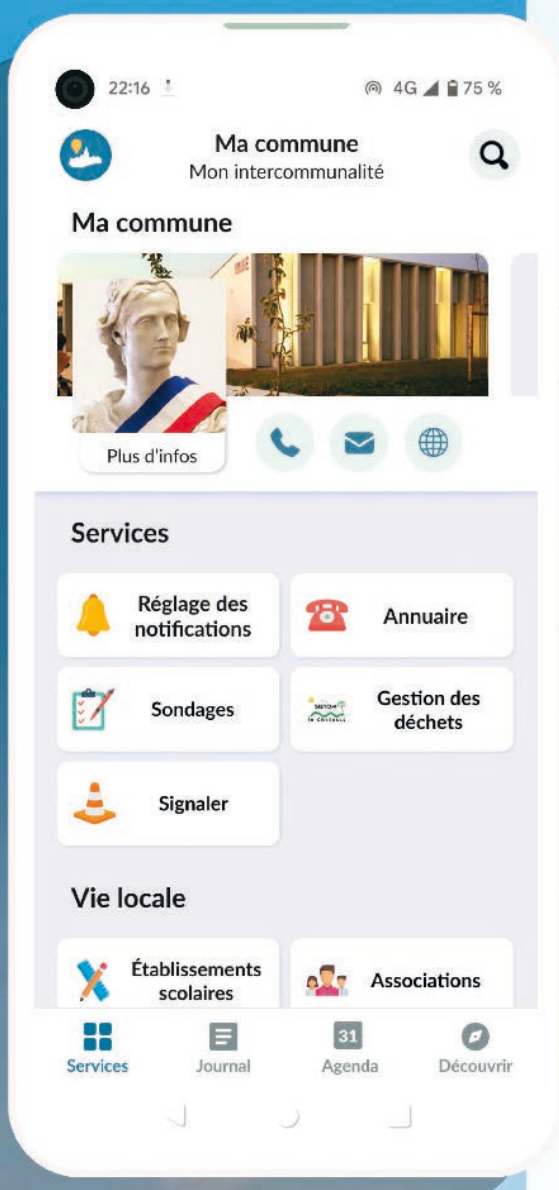 22:16
4G 75 %
Ma commune
Mon intercommunalité
Ma commune
Plus d'infos
Services
Réglage des
notifications
Annuaire
Sondages
Gestion des
déchets
Signaler
Vie locale
Établissements
scolaires
Associations
31
Services
Journal
Agenda
Découvrir